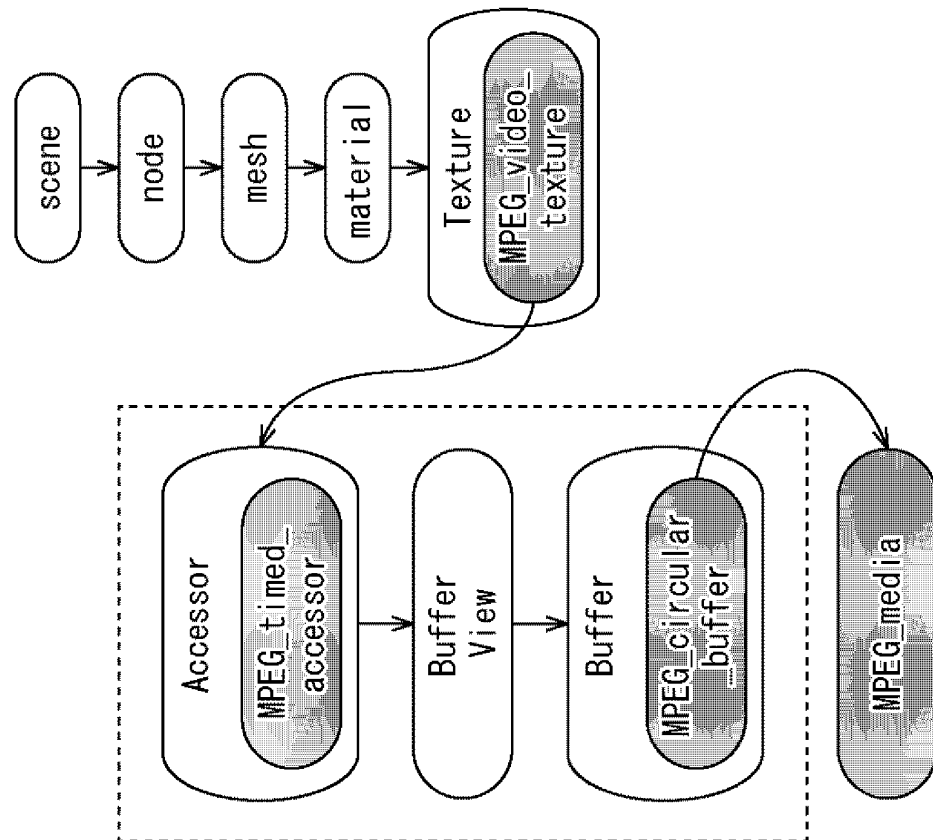 scene
node
mesh
material
Texture
MPEG_video_
texture
Accessor
MPEG_timed_
accessor
Buffer
View
Buffer
MPEG_circular
_buffer
MPEG_media